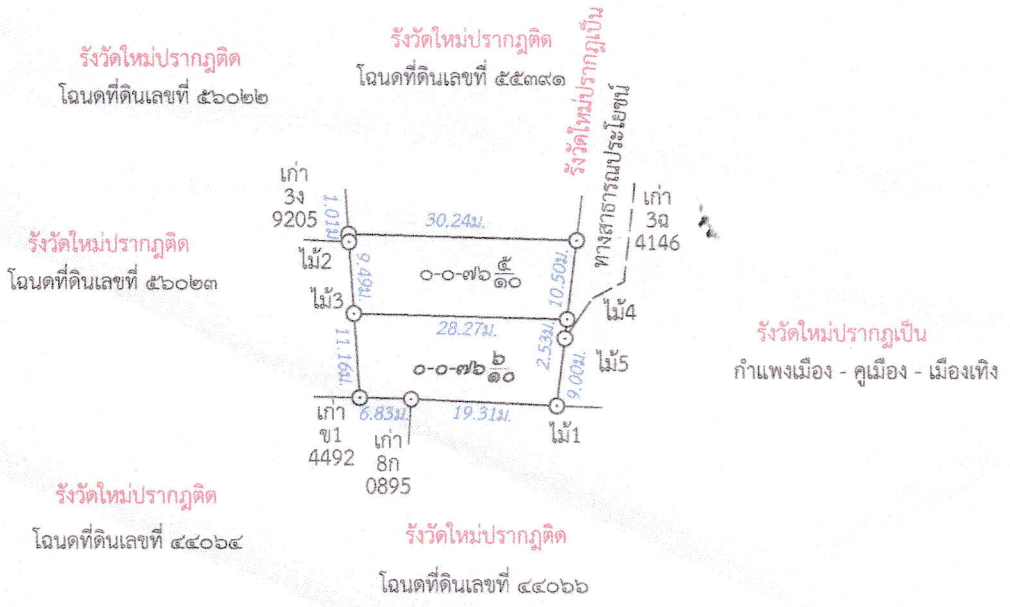 รังวัดใหม่ปรากฏติด
โฉนดที่ดินเลขที่ ๕๖๐๒๒
รังวัดใหม่ปรากฏติด
โฉนดที่ดินเลขที่ ๕๕๓๙๑
รังวัดใหม่ปรากฏเป็น
ทางสาธารณประโยชน์
เก่า
3ง
9205
1.01ม.
30.24ม.
เก่า
3ฉ
4146
รังวัดใหม่ปรากฏติด
โฉนดที่ดินเลขที่ ๕๖๐๒๓
ไม้2
9.49ม.
๐-๐-๗๖ ๕/๑๐
10.50ม.
ไม้3
28.27ม.
ไม้4
11.16ม.
๐-๐-๗๖ ๖/๑๐
2.53ม.
ไม้5
9.00ม.
รังวัดใหม่ปรากฏเป็น
กำแพงเมือง - คูเมือง - เมืองเทิง
เก่า
ข1
4492
6.83ม.
19.31ม.
ไม้1
เก่า
8ก
0895
รังวัดใหม่ปรากฏติด
โฉนดที่ดินเลขที่ ๔๔๐๖๔
รังวัดใหม่ปรากฏติด
โฉนดที่ดินเลขที่ ๔๔๐๖๖